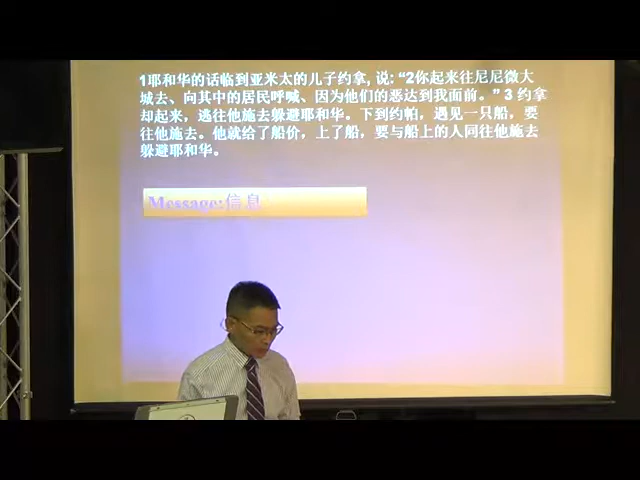 1耶和华的话临到亚米太的儿子约拿, 说: “2你起来往尼尼微大
城去、向其中的居民呼喊、因为他们的恶达到我面前。” 3 约拿
却起来，逃往他施去躲避耶和华。下到约帕，遇见一只船，要
往他施去。他就给了船价，上了船，要与船上的人同往他施去
躲避耶和华。
Message:信息